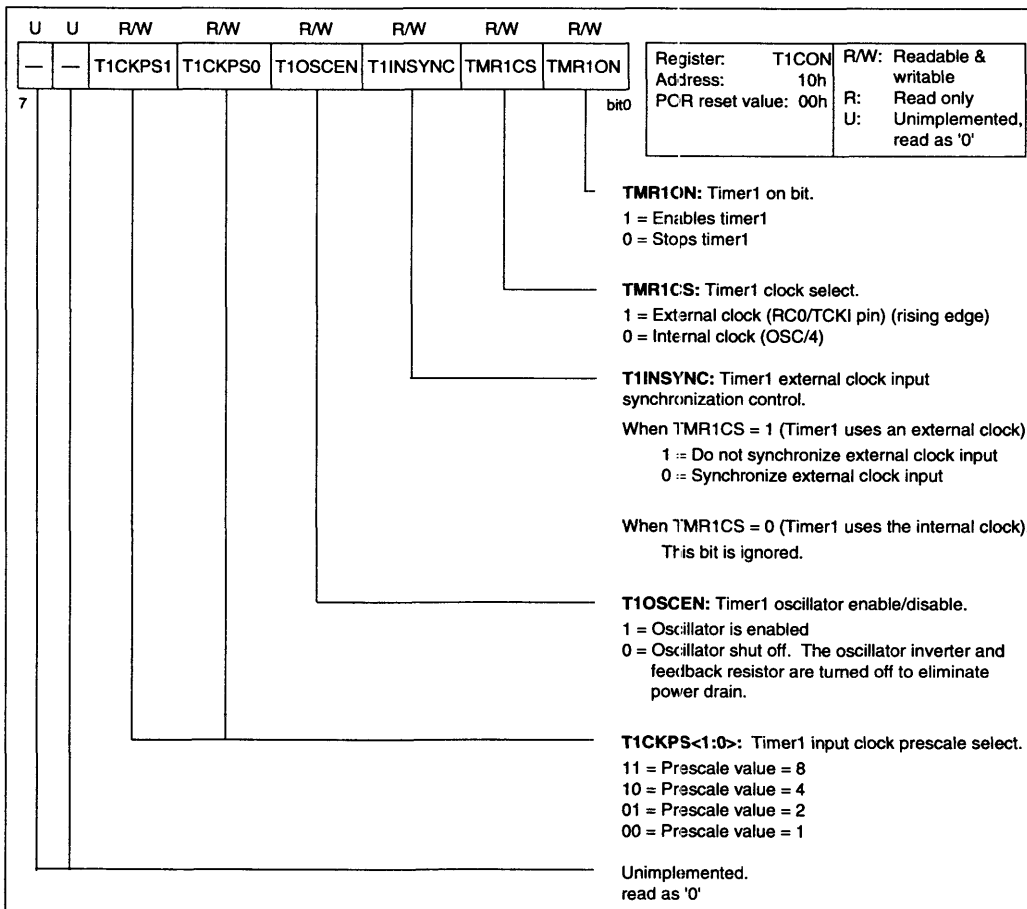 U U R/W R/W R/W R/W R/W R/W
— — T1CKPS1 T1CKPS0 T1OSCEN T1INSYNC TMR1CS TMR1ON
7 bit0
Register: T1CON
Address: 10h
POR reset value: 00h
R/W: Readable &
writable
R: Read only
U: Unimplemented,
read as '0'
TMR1ON: Timer1 on bit.
1 = Enables timer1
0 = Stops timer1
TMR1CS: Timer1 clock select.
1 = External clock (RC0/TCKI pin) (rising edge)
0 = Internal clock (OSC/4)
T1INSYNC: Timer1 external clock input
synchronization control.
When TMR1CS = 1 (Timer1 uses an external clock)
1 = Do not synchronize external clock input
0 = Synchronize external clock input
When TMR1CS = 0 (Timer1 uses the internal clock)
This bit is ignored.
T1OSCEN: Timer1 oscillator enable/disable.
1 = Oscillator is enabled
0 = Oscillator shut off. The oscillator inverter and
feedback resistor are turned off to eliminate
power drain.
T1CKPS<1:0>: Timer1 input clock prescale select.
11 = Prescale value = 8
10 = Prescale value = 4
01 = Prescale value = 2
00 = Prescale value = 1
Unimplemented.
read as '0'